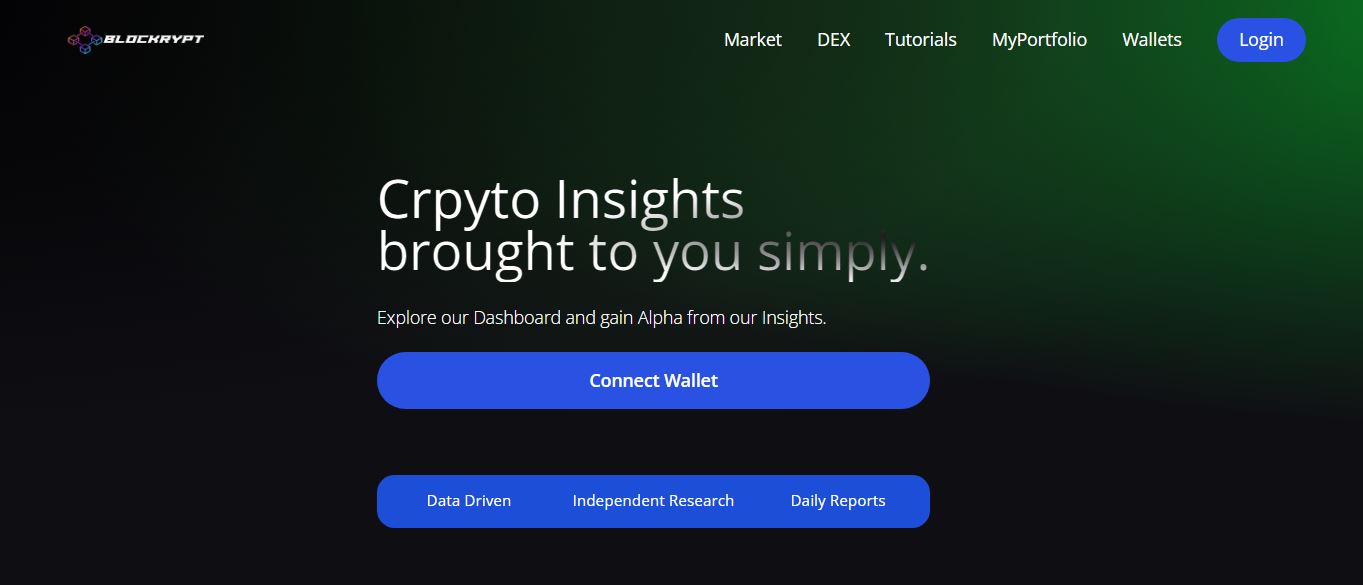 BLOCKRYPT
Market DEX Tutorials MyPortfolio Wallets Login
Crpyto Insights
brought to you simply.
Explore our Dashboard and gain Alpha from our Insights.
Connect Wallet
Data Driven Independent Research Daily Reports